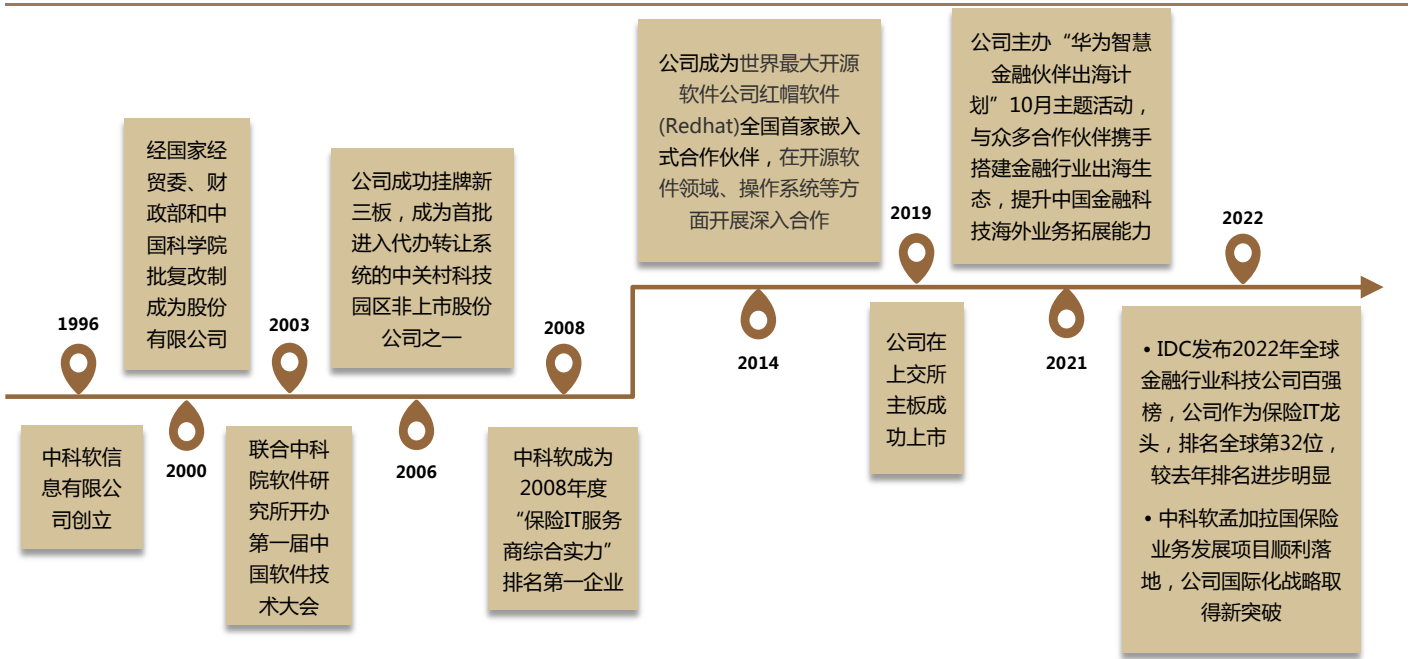 1996
中科软信
息有限公
司创立
经国家经
贸委、财
政部和中
国科学院
批复改制
成为股份
有限公司
2000
2003
联合中科
院软件研
究所开办
第一届中
国软件技
术大会
公司成功挂牌新
三板，成为首批
进入代办转让系
统的中关村科技
园区非上市股份
公司之一
2006
2008
中科软成为
2008年度
“保险IT服务
商综合实力”
排名第一企业
公司成为世界最大开源
软件公司红帽软件
(Redhat)全国首家嵌入
式合作伙伴，在开源软
件领域、操作系统等方
面开展深入合作
2014
2019
公司在
上交所
主板成
功上市
公司主办“华为智慧
金融伙伴出海计
划”10月主题活动，
与众多合作伙伴携手
搭建金融行业出海生
态，提升中国金融科
技海外业务拓展能力
2021
2022
• IDC发布2022年全球
金融行业科技公司百强
榜，公司作为保险IT龙
头，排名全球第32位，
较去年排名进步明显
• 中科软孟加拉国保险
业务发展项目顺利落
地，公司国际化战略取
得新突破